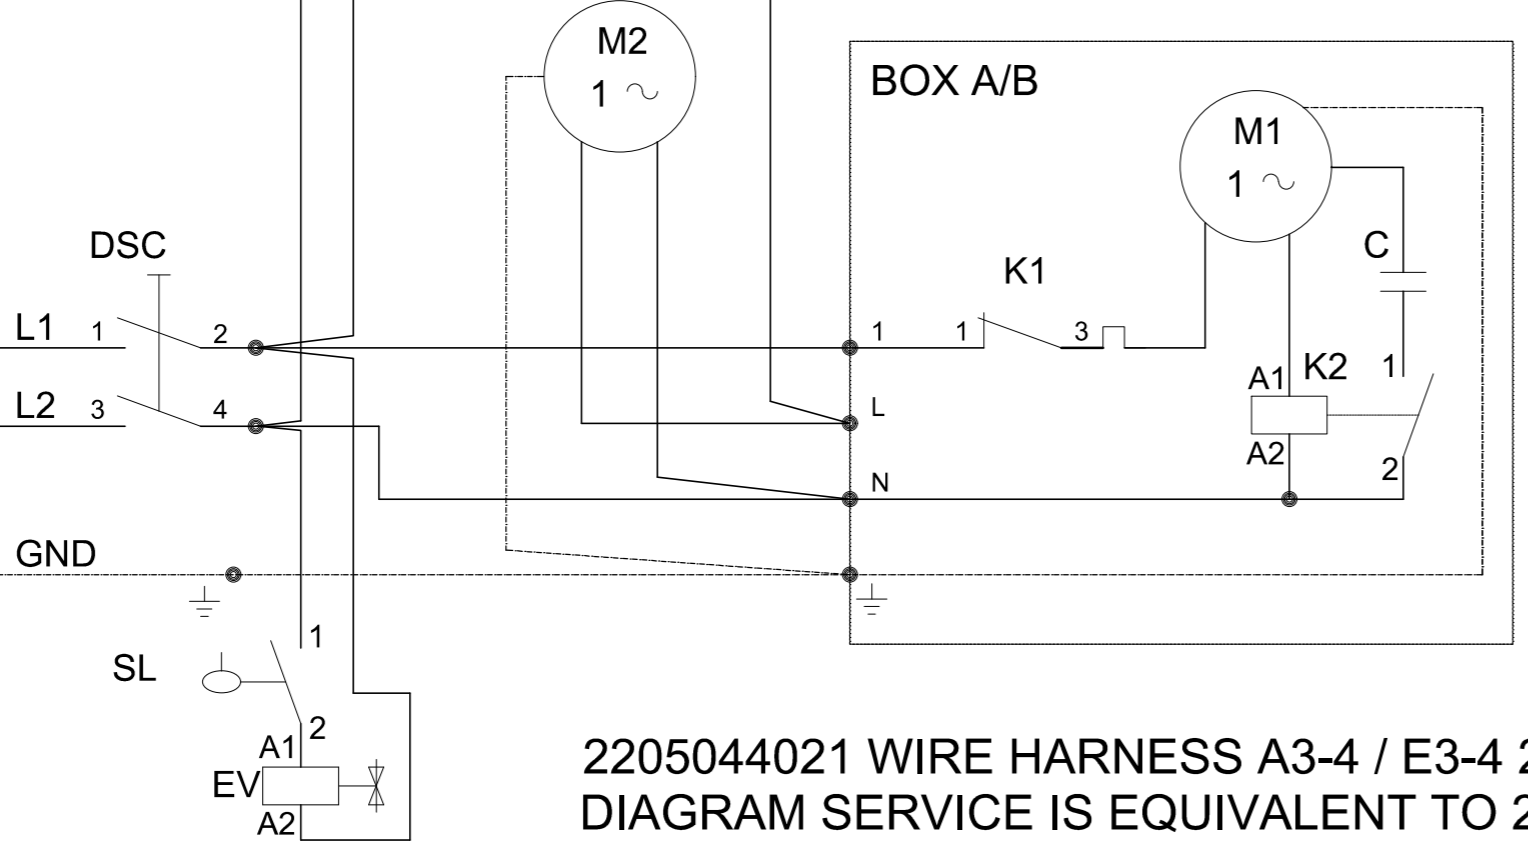 M2
1
BOX A/B
M1
1
DSC
C
K1
L1 1 2
1 1 3
K2 1
A1
L2 3 4
L
A2
2
N
GND
1
SL
2
A1
EV
A2
2205044021 WIRE HARNESS A3-4 / E3-4
DIAGRAM SERVICE IS EQUIVALENT TO